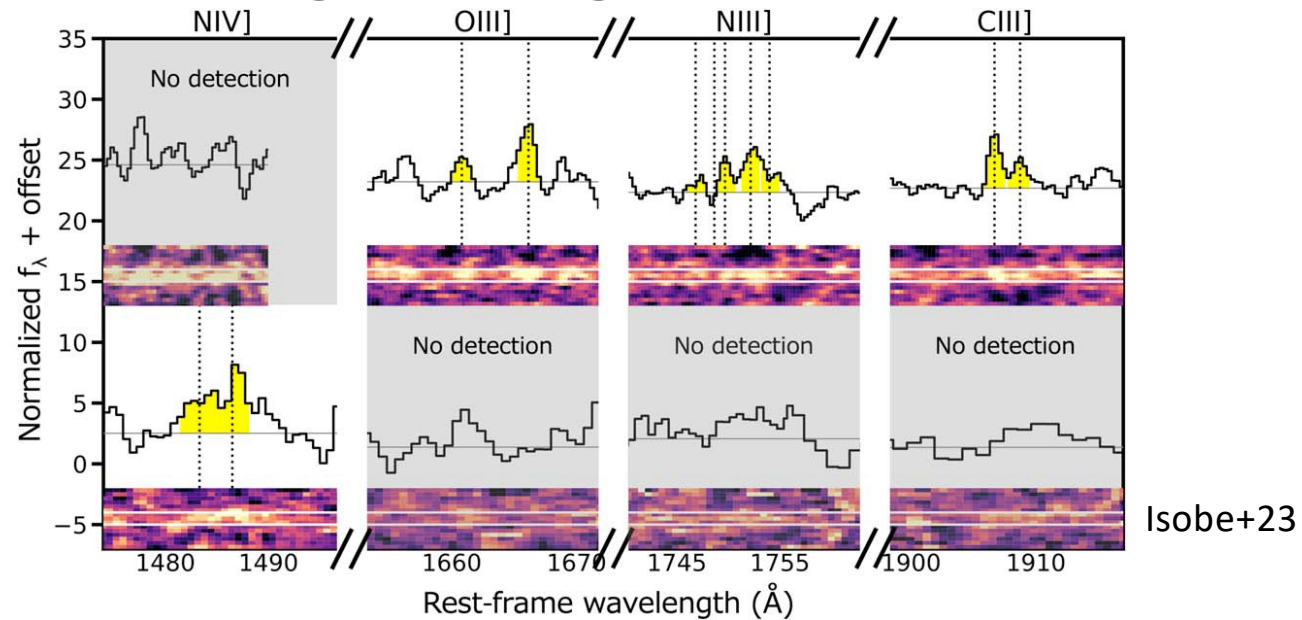 NIV] OIII] NIII] CIII]
35
No detection
30
25
20
15
10
No detection No detection No detection
5
0
−5
Normalized fλ + offset
Isobe+23
1480 1490 1660 1670 1745 1755 1900 1910
Rest-frame wavelength (Å)